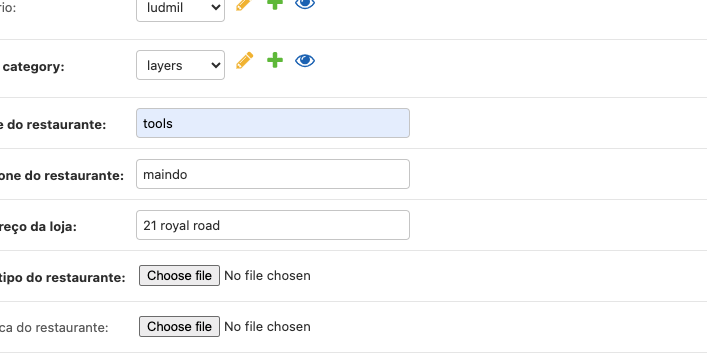 rio:
ludmil
category:
layers
e do restaurante:
tools
one do restaurante:
maindo
reço da loja:
21 royal road
tipo do restaurante:
Choose file No file chosen
ca do restaurante:
Choose file No file chosen